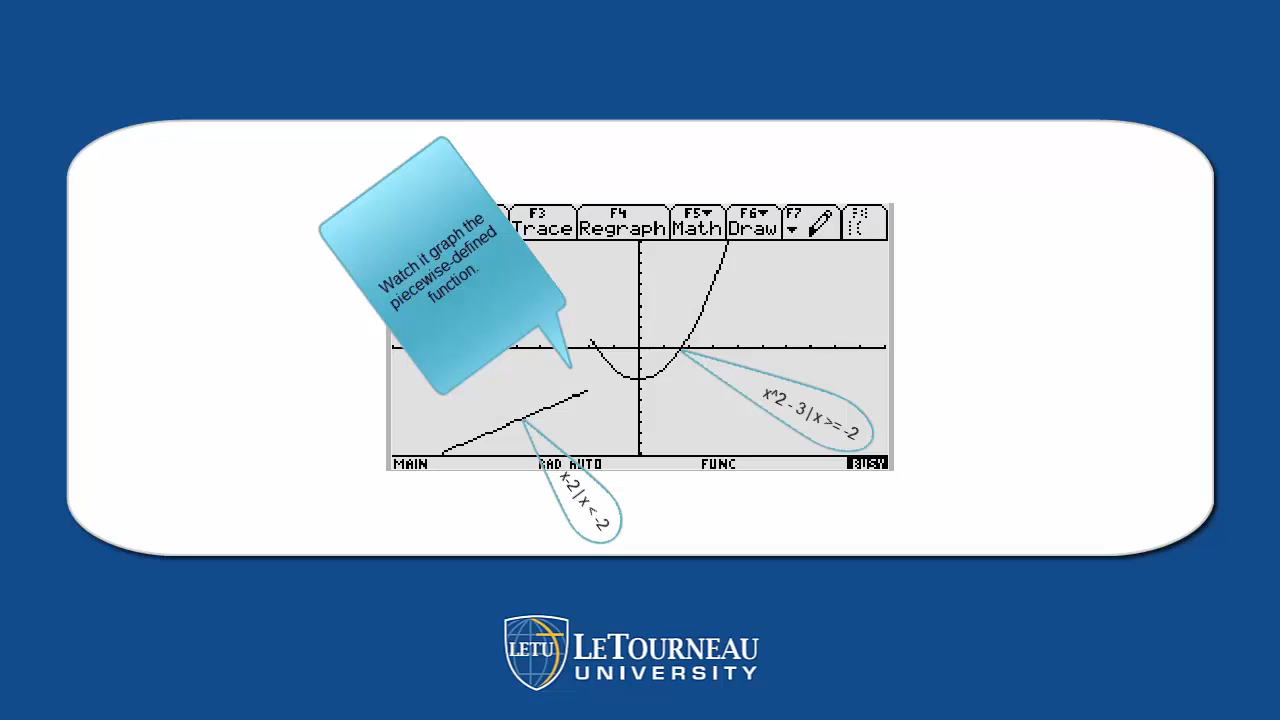 Watch it graph the
piecewise-defined
function.
F3 F4 F5 F6 F7
Trace Regraph Math Draw
x^2 - 3 | x >= -2
MAIN RAD AUTO FUNC BUSY
x-2 | x < -2
LETU LETOURNEAU
UNIVERSITY